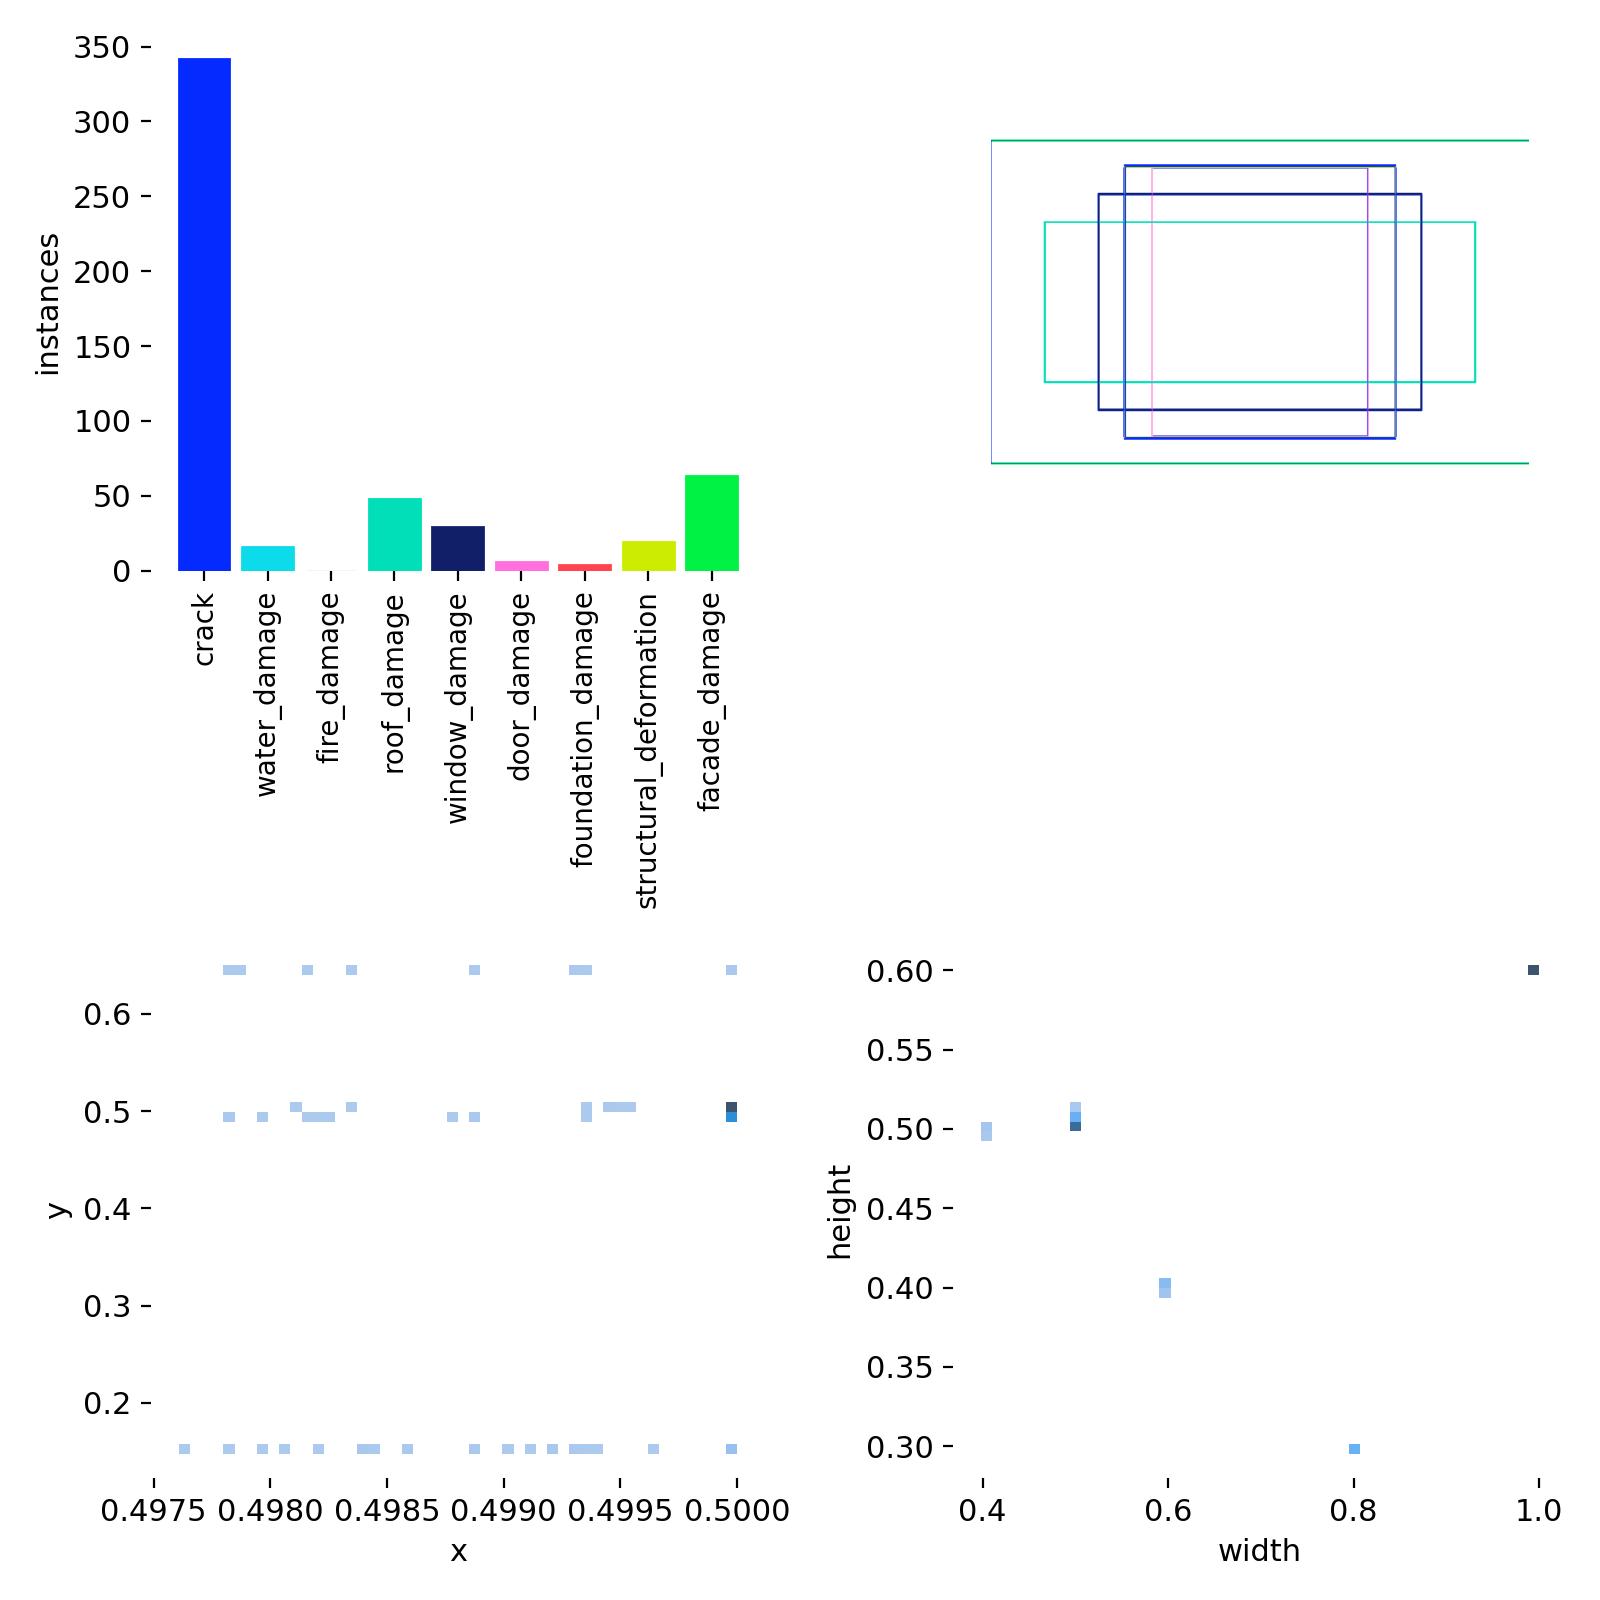 350
300
250
200
150
100
50
0
instances
crack
water_damage
fire_damage
roof_damage
window_damage
door_damage
foundation_damage
structural_deformation
facade_damage
0.6
0.5
0.4
0.3
0.2
y
0.4975 0.4980 0.4985 0.4990 0.4995 0.5000
x
0.60
0.55
0.50
0.45
0.40
0.35
0.30
height
0.4 0.6 0.8 1.0
width